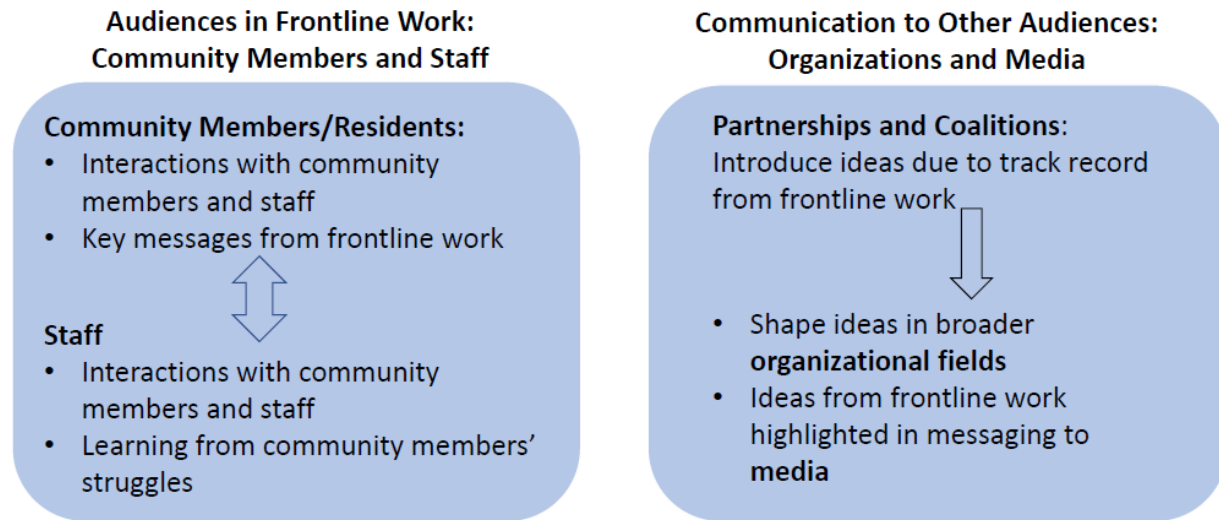 Audiences in Frontline Work:
Community Members and Staff
Community Members/Residents:
• Interactions with community
members and staff
• Key messages from frontline work
Staff
• Interactions with community
members and staff
• Learning from community members’
struggles
Communication to Other Audiences:
Organizations and Media
Partnerships and Coalitions:
Introduce ideas due to track record
from frontline work
• Shape ideas in broader
organizational fields
• Ideas from frontline work
highlighted in messaging to
media